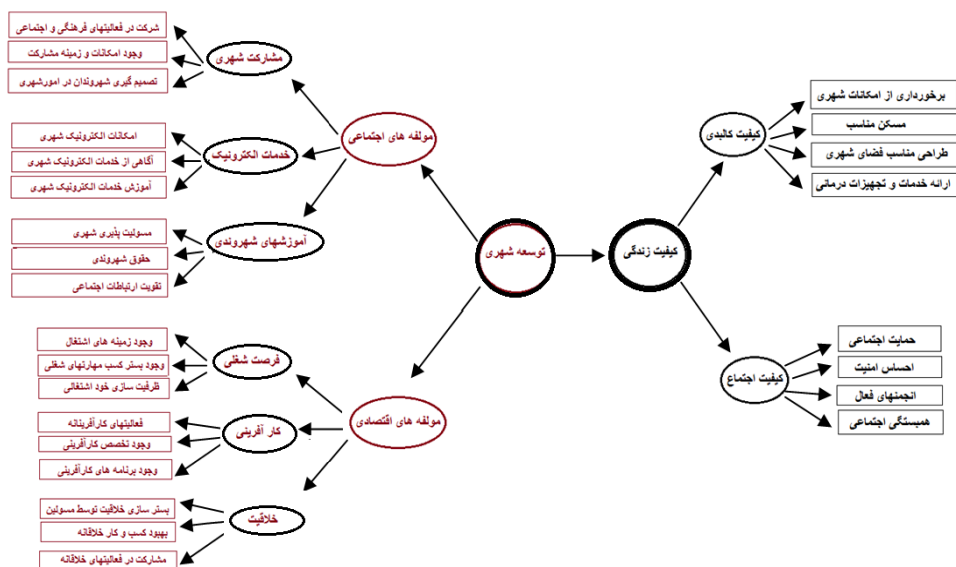 برخورداری از امکانات شهری
مسکن مناسب
طراحی مناسب فضای شهری
ارائه خدمات و تجهیزات درمانی
کیفیت کالبدی
کیفیت زندگی
کیفیت اجتماع
حمایت اجتماعی
احساس امنیت
انجمنهای فعال
همبستگی اجتماعی
توسعه شهری
مولفه های اجتماعی
مشارکت شهری
شرکت در فعالیتهای فرهنگی و اجتماعی
وجود امکانات و زمینه مشارکت
تصمیم گیری شهروندان در امورشهری
خدمات الکترونیک
امکانات الکترونیک شهری
آگاهی از خدمات الکترونیک شهری
آموزش خدمات الکترونیک شهری
آموزشهای شهروندی
مسولیت پذیری شهری
حقوق شهروندی
تقویت ارتباطات اجتماعی
مولفه های اقتصادی
فرصت شغلی
وجود زمینه های اشتغال
وجود بستر کسب مهارتهای شغلی
ظرفیت سازی خود اشتغالی
کار آفرینی
فعالیتهای کارآفرینانه
وجود تخصص کارآفرینی
وجود برنامه های کارآفرینی
خلاقیت
بستر سازی خلاقیت توسط مسولین
بهبود کسب و کار خلاقانه
مشارکت در فعالیتهای خلاقانه